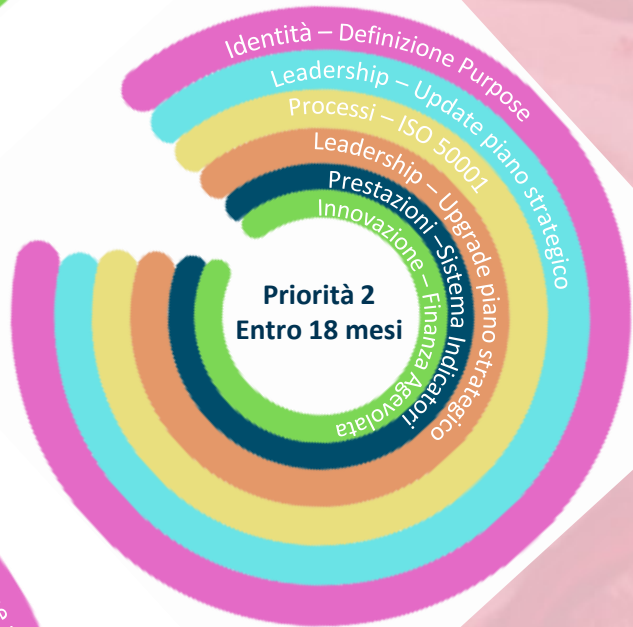 Identità – Definizione Purpose
Leadership – Update piano strategico
Processi – ISO 50001
Leadership – Upgrade piano strategico
Prestazioni –Sistema Indicatori
Innovazione – Finanza Agevolata
Priorità 2
Entro 18 mesi